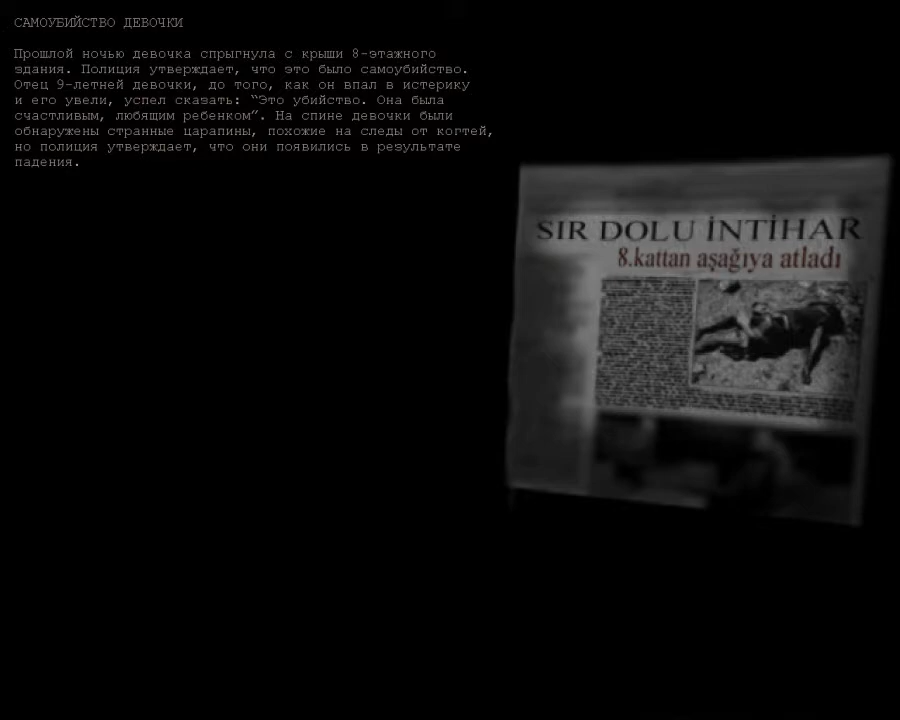 САМОУБИЙСТВО ДЕВОЧКИ
Прошлой ночью девочка спрыгнула с крыши 8-этажного
здания. Полиция утверждает, что это было самоубийство.
Отец 9-летней девочки, до того, как он впал в истерику
и его увели, успел сказать: “Это убийство. Она была
счастливым, любящим ребенком”. На спине девочки были
обнаружены странные царапины, похожие на следы от когтей,
но полиция утверждает, что они появились в результате
падения.
SIR DOLU İNTİHAR
8.kattan aşağıya atladı